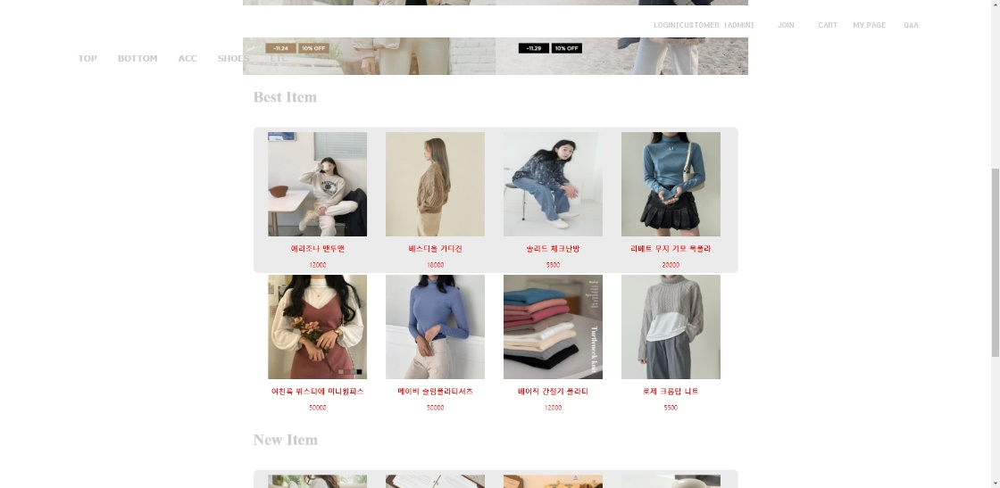 LOGIN[CUSTOMER [ADMIN] JOIN CART MY PAGE Q&A
~11.24 10% OFF ~11.29 10% OFF
TOP BOTTOM ACC SHOES ETC
Best Item
애리조나 맨투맨 베스티올 가디건 솔리드 체크난방 리베트 우지 기모 목폴라
12000 18000 5500 20000
Turtleneck knit
여친룩 뷔스티에 미니원피스 메이비 슬림폴라티셔츠 베이직 간절기 폴라티 로제 크롭탑 니트
50000 50000 12000 5500
New Item